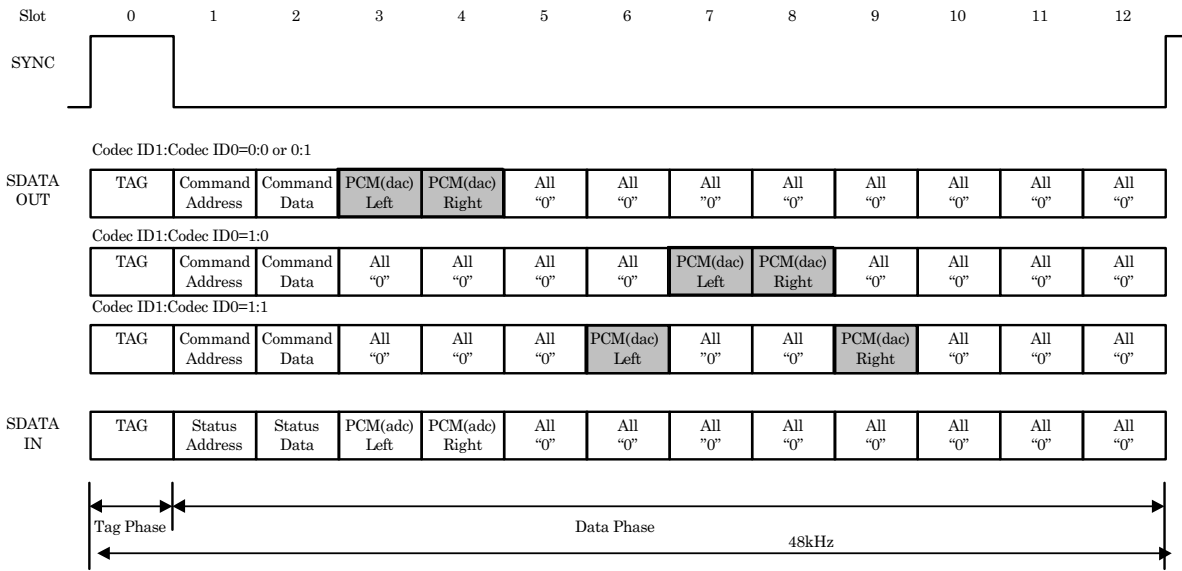 Slot 0 1 2 3 4 5 6 7 8 9 10 11 12
SYNC
Codec ID1:Codec ID0=0:0 or 0:1
SDATA OUT
TAG
Command Address
Command Data
PCM(dac) Left
PCM(dac) Right
All “0”
All “0”
All ”0”
All “0”
All “0”
All “0”
All “0”
All “0”
Codec ID1:Codec ID0=1:0
TAG
Command Address
Command Data
All “0”
All “0”
All “0”
All “0”
PCM(dac) Left
PCM(dac) Right
All “0”
All “0”
All “0”
All “0”
Codec ID1:Codec ID0=1:1
TAG
Command Address
Command Data
All “0”
All “0”
All “0”
PCM(dac) Left
All ”0”
All “0”
PCM(dac) Right
All “0”
All “0”
All “0”
SDATA IN
TAG
Status Address
Status Data
PCM(adc) Left
PCM(adc) Right
All “0”
All “0”
All ”0”
All “0”
All “0”
All “0”
All “0”
All “0”
Tag Phase
Data Phase
48kHz